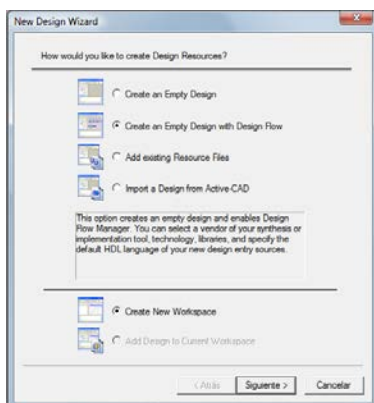 New Design Wizard
How would you like to create Design Resources?
Create an Empty Design
Create an Empty Design with Design Flow
Add existing Resource Files
Import a Design from Active-CAD
This option creates an empty design and enables Design
Flow Manager. You can select a vendor of your synthesis or
implementation tool, technology, libraries, and specify the
default HDL language of your new design entry sources.
Create New Workspace
Add Design to Current Workspace
< Atrás
Siguiente >
Cancelar